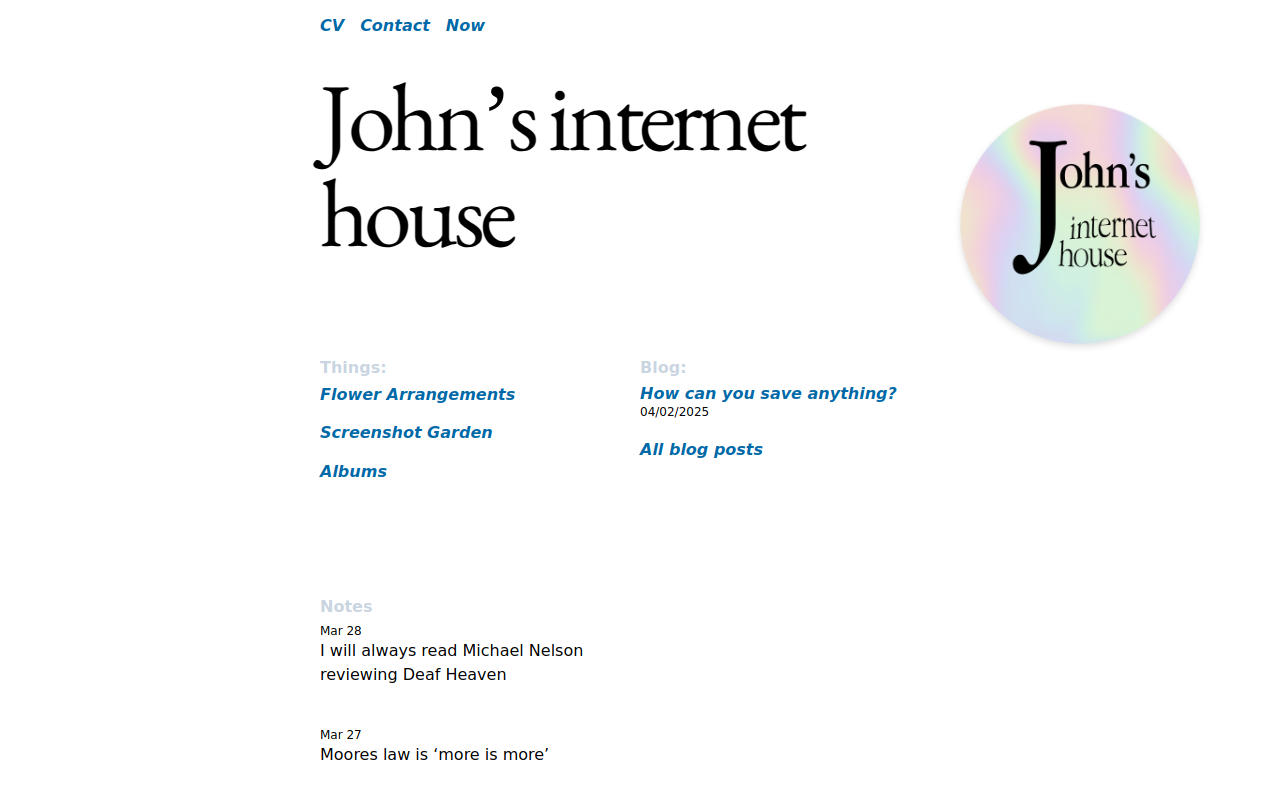 CV Contact Now
John’s internet
house
John’s
internet
house
Things:
Flower Arrangements
Screenshot Garden
Albums
Blog:
How can you save anything?
04/02/2025
All blog posts
Notes
Mar 28
I will always read Michael Nelson
reviewing Deaf Heaven
Mar 27
Moores law is ‘more is more’